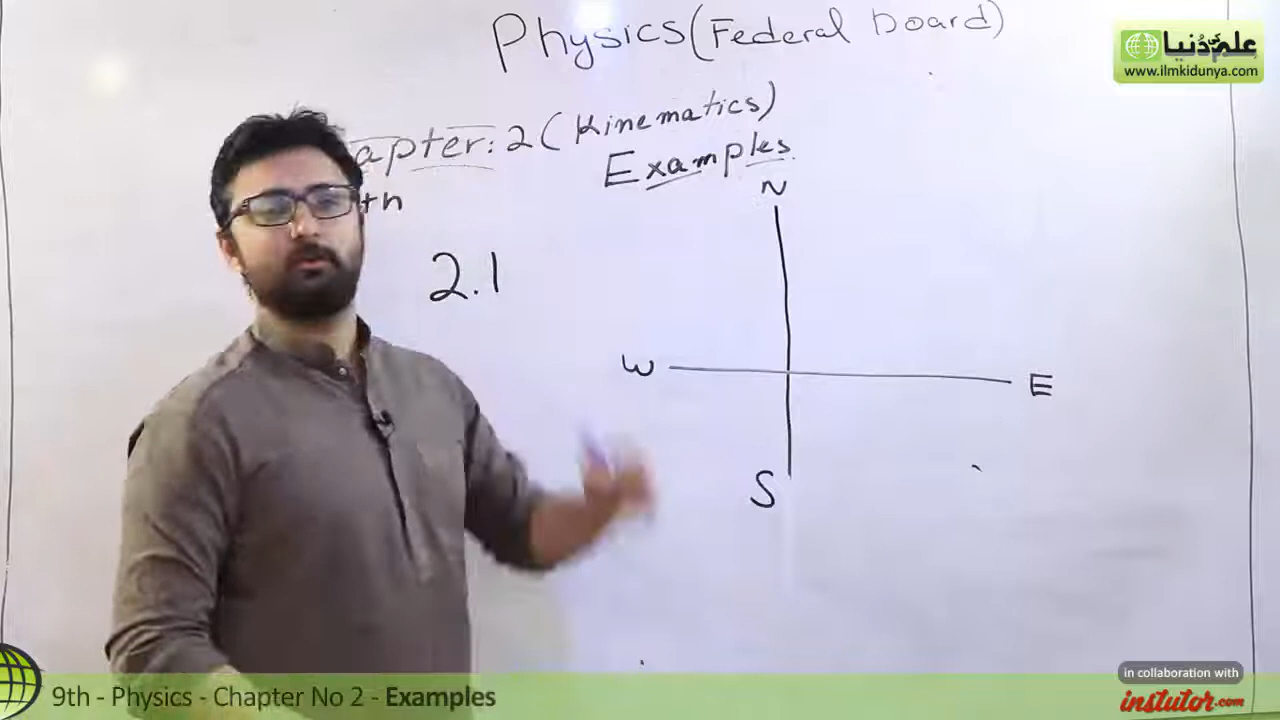 Physics (Federal board)
علم کی دنیا
www.ilmkidunya.com
apter: 2 (Kinematics)
Examples
th
N
2.1
W
E
S
9th - Physics - Chapter No 2 - Examples
in collaboration with
instutor.com